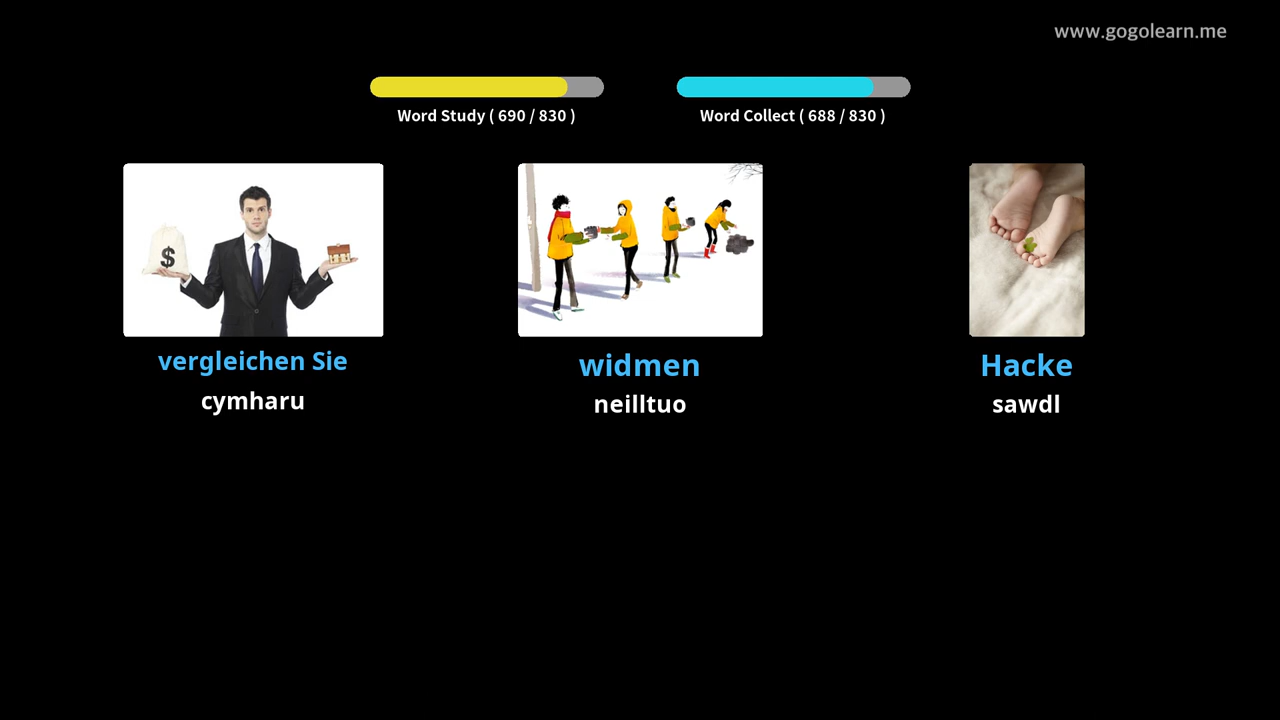 www.gogolearn.me
Word Study ( 690 / 830 )
Word Collect ( 688 / 830 )
$
vergleichen Sie
cymharu
widmen
neilltuo
Hacke
sawdl